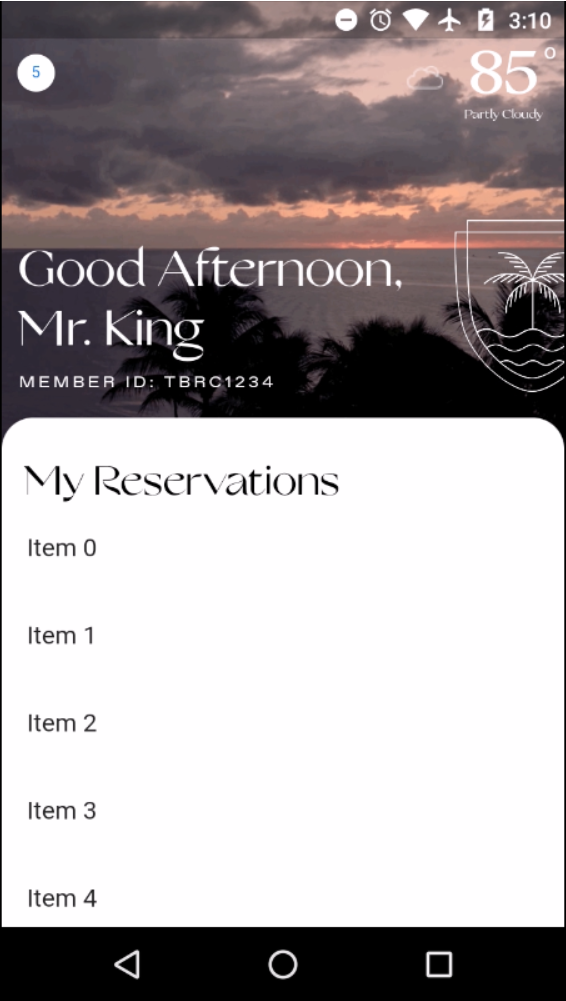 3:10
5
85°
Partly Cloudy
Good Afternoon,
Mr. King
MEMBER ID: TBRC1234
My Reservations
Item 0
Item 1
Item 2
Item 3
Item 4